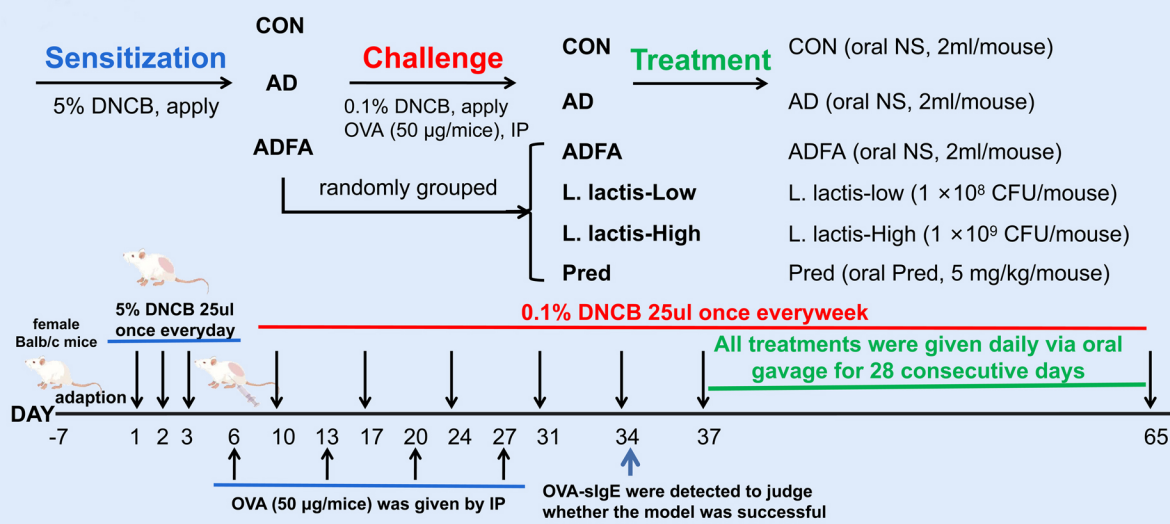 Sensitization
5% DNCB, apply
CON
AD
ADFA
Challenge
0.1% DNCB, apply
OVA (50 µg/mice), IP
randomly grouped
CON
AD
ADFA
L. lactis-Low
L. lactis-High
Pred
Treatment
CON (oral NS, 2ml/mouse)
AD (oral NS, 2ml/mouse)
ADFA (oral NS, 2ml/mouse)
L. lactis-low (1 ×10⁸ CFU/mouse)
L. lactis-High (1 ×10⁹ CFU/mouse)
Pred (oral Pred, 5 mg/kg/mouse)
female
Balb/c mice
adaption
5% DNCB 25ul
once everyday
0.1% DNCB 25ul once everyweek
All treatments were given daily via oral
gavage for 28 consecutive days
DAY
-7 1 2 3 6 10 13 17 20 24 27 31 34 37 65
OVA (50 µg/mice) was given by IP
OVA-sIgE were detected to judge
whether the model was successful